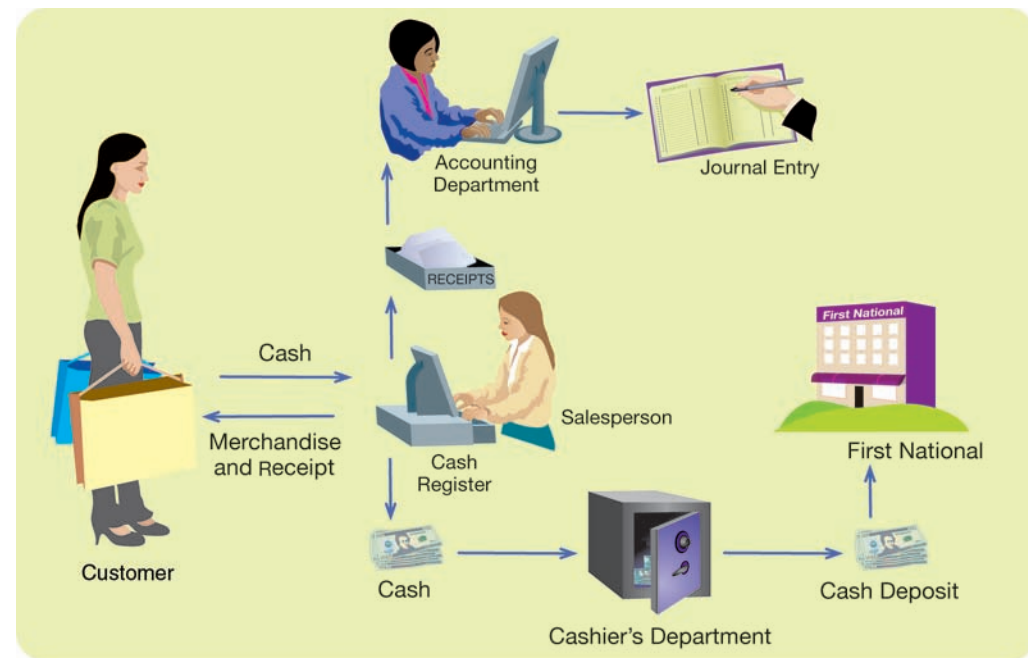 Accounting
Department
Journal Entry
RECEIPTS
First National
Cash
Salesperson
Merchandise
and Receipt
First National
Cash
Register
Customer
Cash
Cash Deposit
Cashier's Department